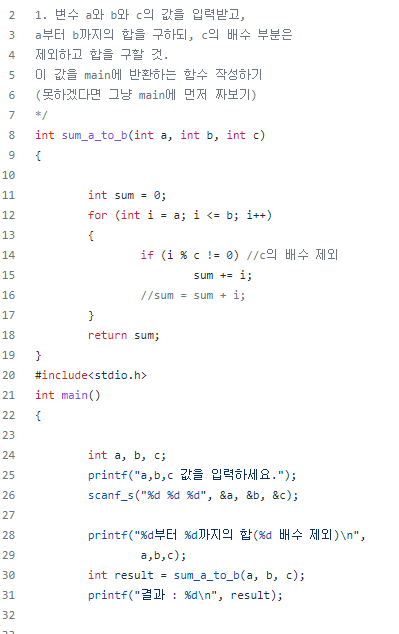 2 1. 변수 a와 b와 c의 값을 입력받고,
3 a부터 b까지의 합을 구하되, c의 배수 부분은
4 제외하고 합을 구할 것.
5 이 값을 main에 반환하는 함수 작성하기
6 (못하겠다면 그냥 main에 먼저 짜보기)
7 */
8 int sum_a_to_b(int a, int b, int c)
9 {
10
11 int sum = 0;
12 for (int i = a; i <= b; i++)
13 {
14 if (i % c != 0) //c의 배수 제외
15 sum += i;
16 //sum = sum + i;
17 }
18 return sum;
19 }
20 #include<stdio.h>
21 int main()
22 {
23
24 int a, b, c;
25 printf("a,b,c 값을 입력하세요.");
26 scanf_s("%d %d %d", &a, &b, &c);
27
28 printf("%d부터 %d까지의 합(%d 배수 제외)\n",
29 a,b,c);
30 int result = sum_a_to_b(a, b, c);
31 printf("결과 : %d\n", result);
32